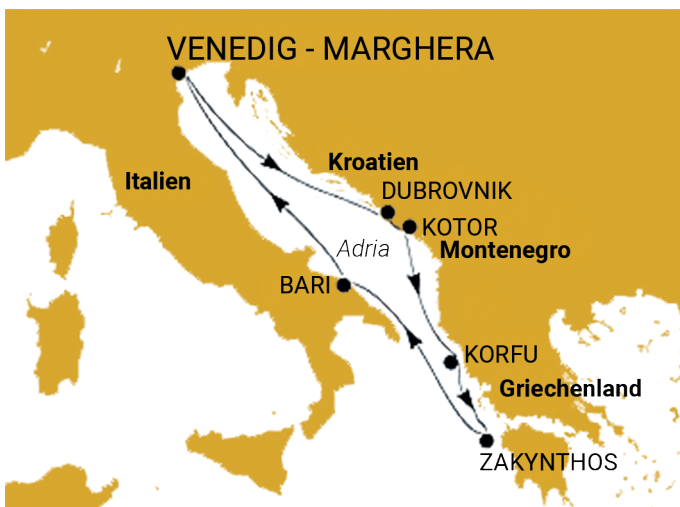 VENEDIG - MARGHERA
Italien
Kroatien
DUBROVNIK
KOTOR
Adria
Montenegro
BARI
KORFU
Griechenland
ZAKYNTHOS